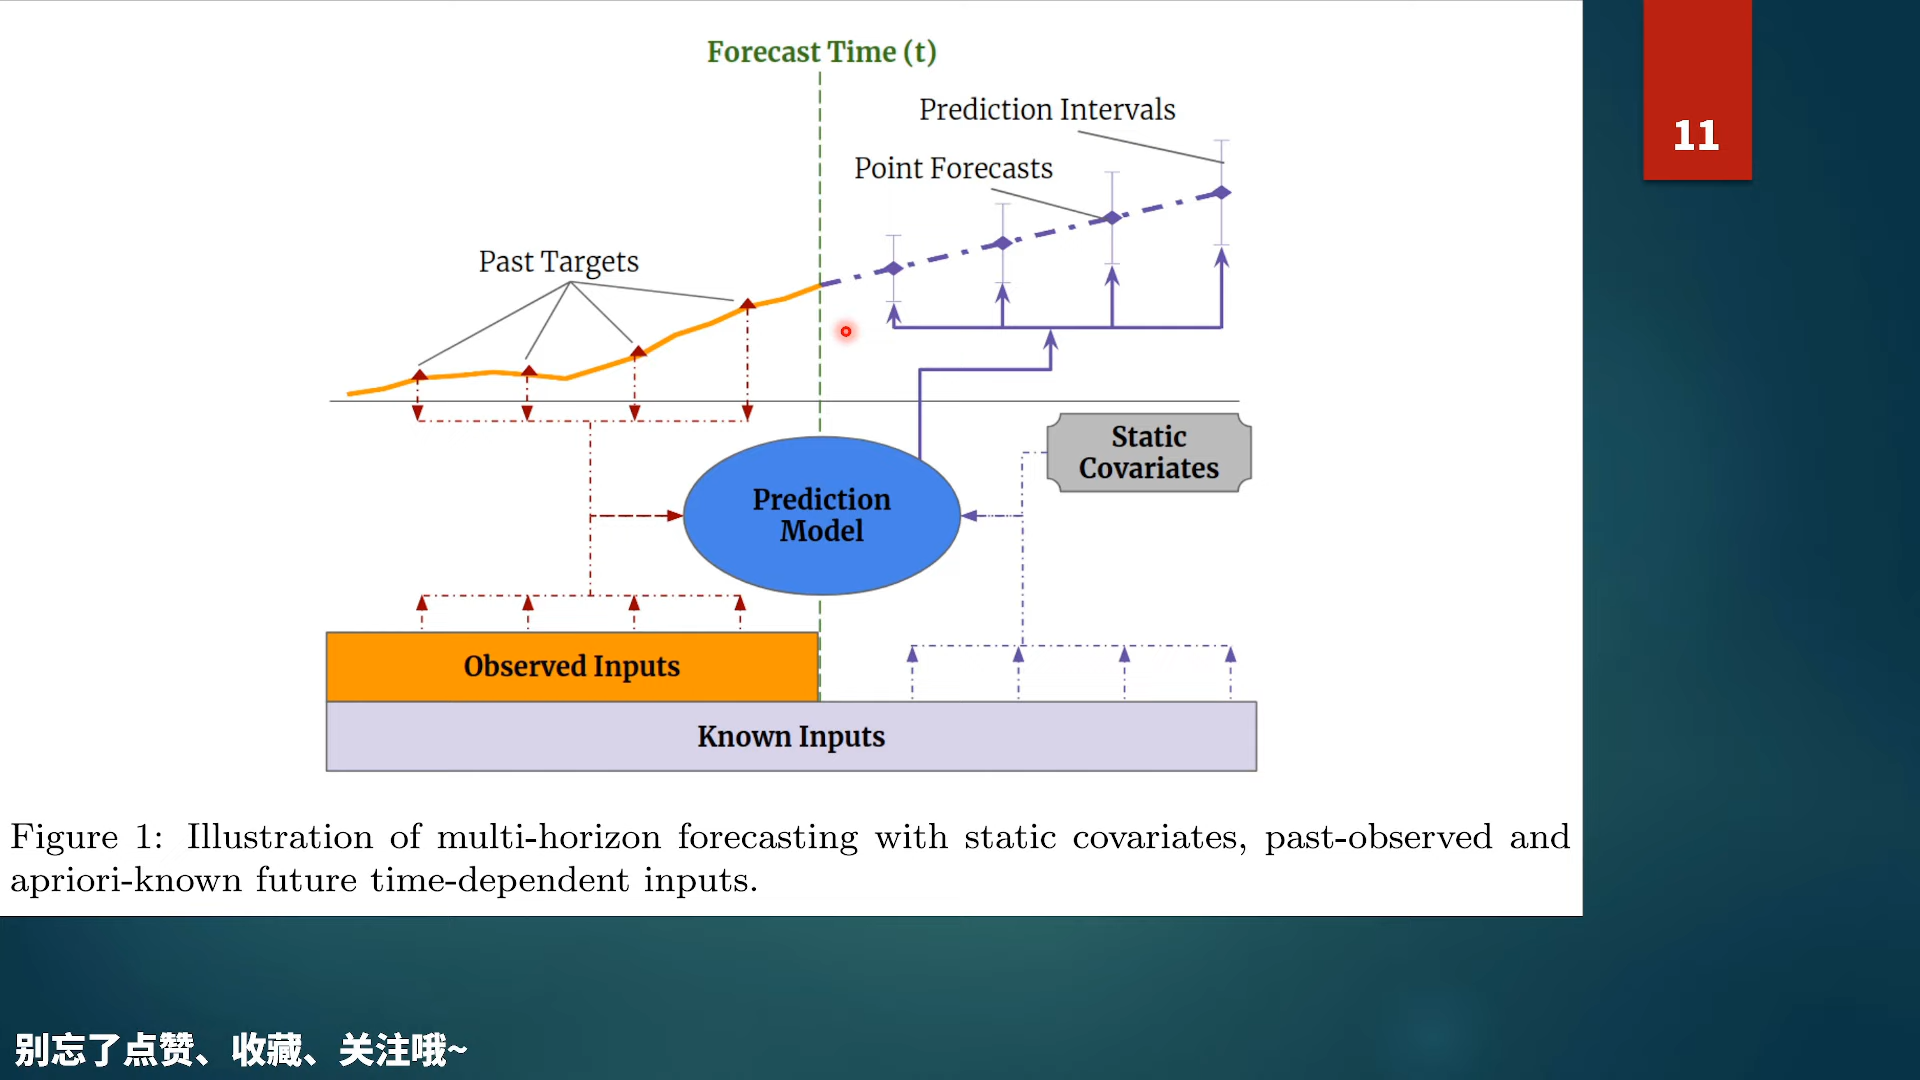 Forecast Time (t)
Prediction Intervals
11
Point Forecasts
Past Targets
Static
Covariates
Prediction
Model
Observed Inputs
Known Inputs
Figure 1: Illustration of multi-horizon forecasting with static covariates, past-observed and
apriori-known future time-dependent inputs.
别忘了点赞、收藏、关注哦~